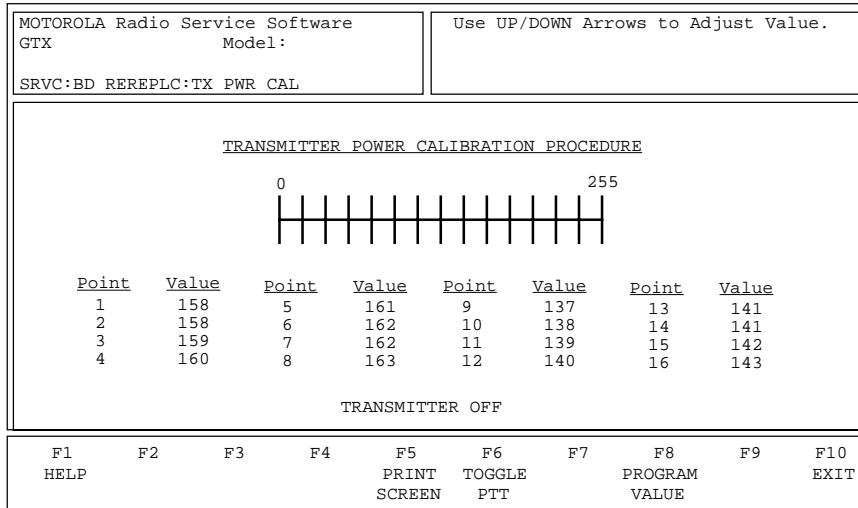 MOTOROLA Radio Service Software
GTX Model:
SRVC:BD REREPLC:TX PWR CAL
Use UP/DOWN Arrows to Adjust Value.
TRANSMITTER POWER CALIBRATION PROCEDURE
0 255
Point Value Point Value Point Value Point Value
1 158 5 161 9 137 13 141
2 158 6 162 10 138 14 141
3 159 7 162 11 139 15 142
4 160 8 163 12 140 16 143
TRANSMITTER OFF
F1 F2 F3 F4 F5 F6 F7 F8 F9 F10
HELP PRINT TOGGLE PROGRAM EXIT
SCREEN PTT VALUE